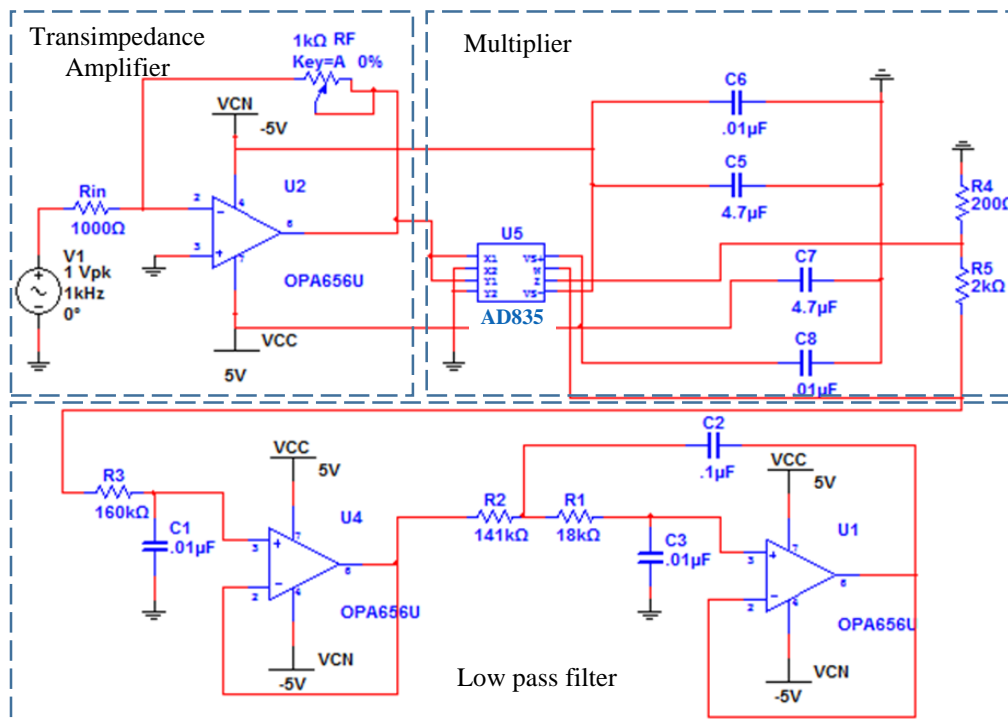 Transimpedance
Amplifier
1kΩ RF
Key=A 0%
VCN
-5V
U2
Rin
1000Ω
2
4
6
3
7
V1
1 Vpk
1kHz
0°
OPA656U
VCC
5V
Multiplier
C6
.01µF
C5
4.7µF
R4
200Ω
U5
X1
X2
Y1
Y2
VS+
W
Z
VS-
AD835
C7
4.7µF
R5
2kΩ
C8
.01µF
R3
160kΩ
C1
.01µF
VCC
5V
U4
3
7
6
2
4
OPA656U
VCN
-5V
C2
.1µF
R2
141kΩ
R1
18kΩ
C3
.01µF
VCC
5V
U1
3
7
6
2
4
OPA656U
VCN
-5V
Low pass filter